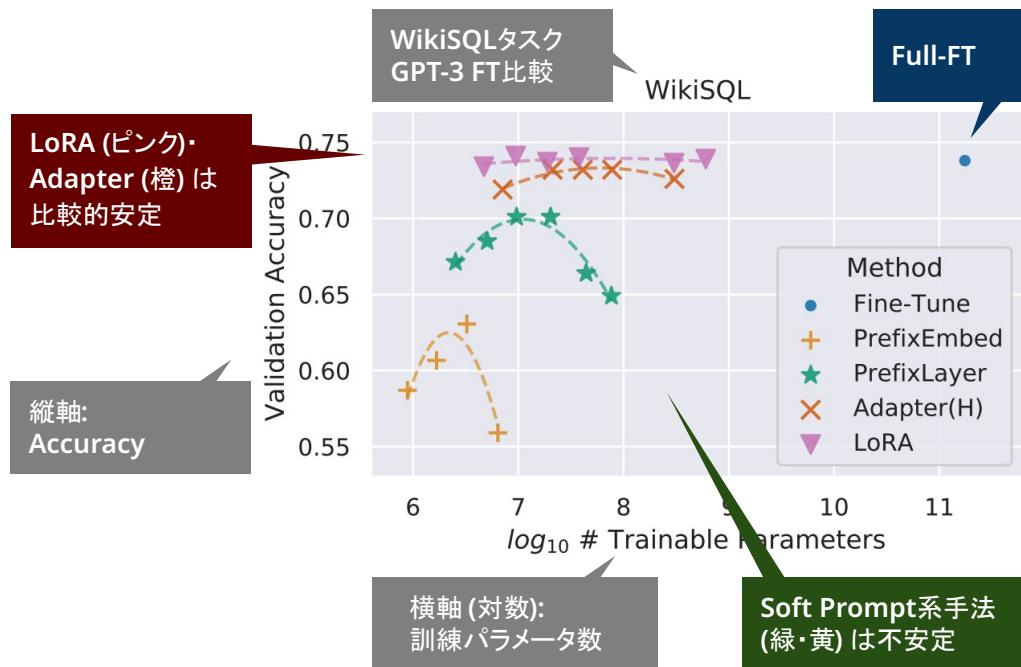 WikiSQLタスク
GPT-3 FT比較
Full-FT
WikiSQL
LoRA (ピンク)・
Adapter (橙) は
比較的安定
0.75
0.70
0.65
0.60
0.55
Validation Accuracy
縦軸:
Accuracy
Method
Fine-Tune
PrefixEmbed
PrefixLayer
Adapter(H)
LoRA
6 7 8 9 10 11
log₁₀ # Trainable Parameters
横軸 (対数):
訓練パラメータ数
Soft Prompt系手法
(緑・黄) は不安定